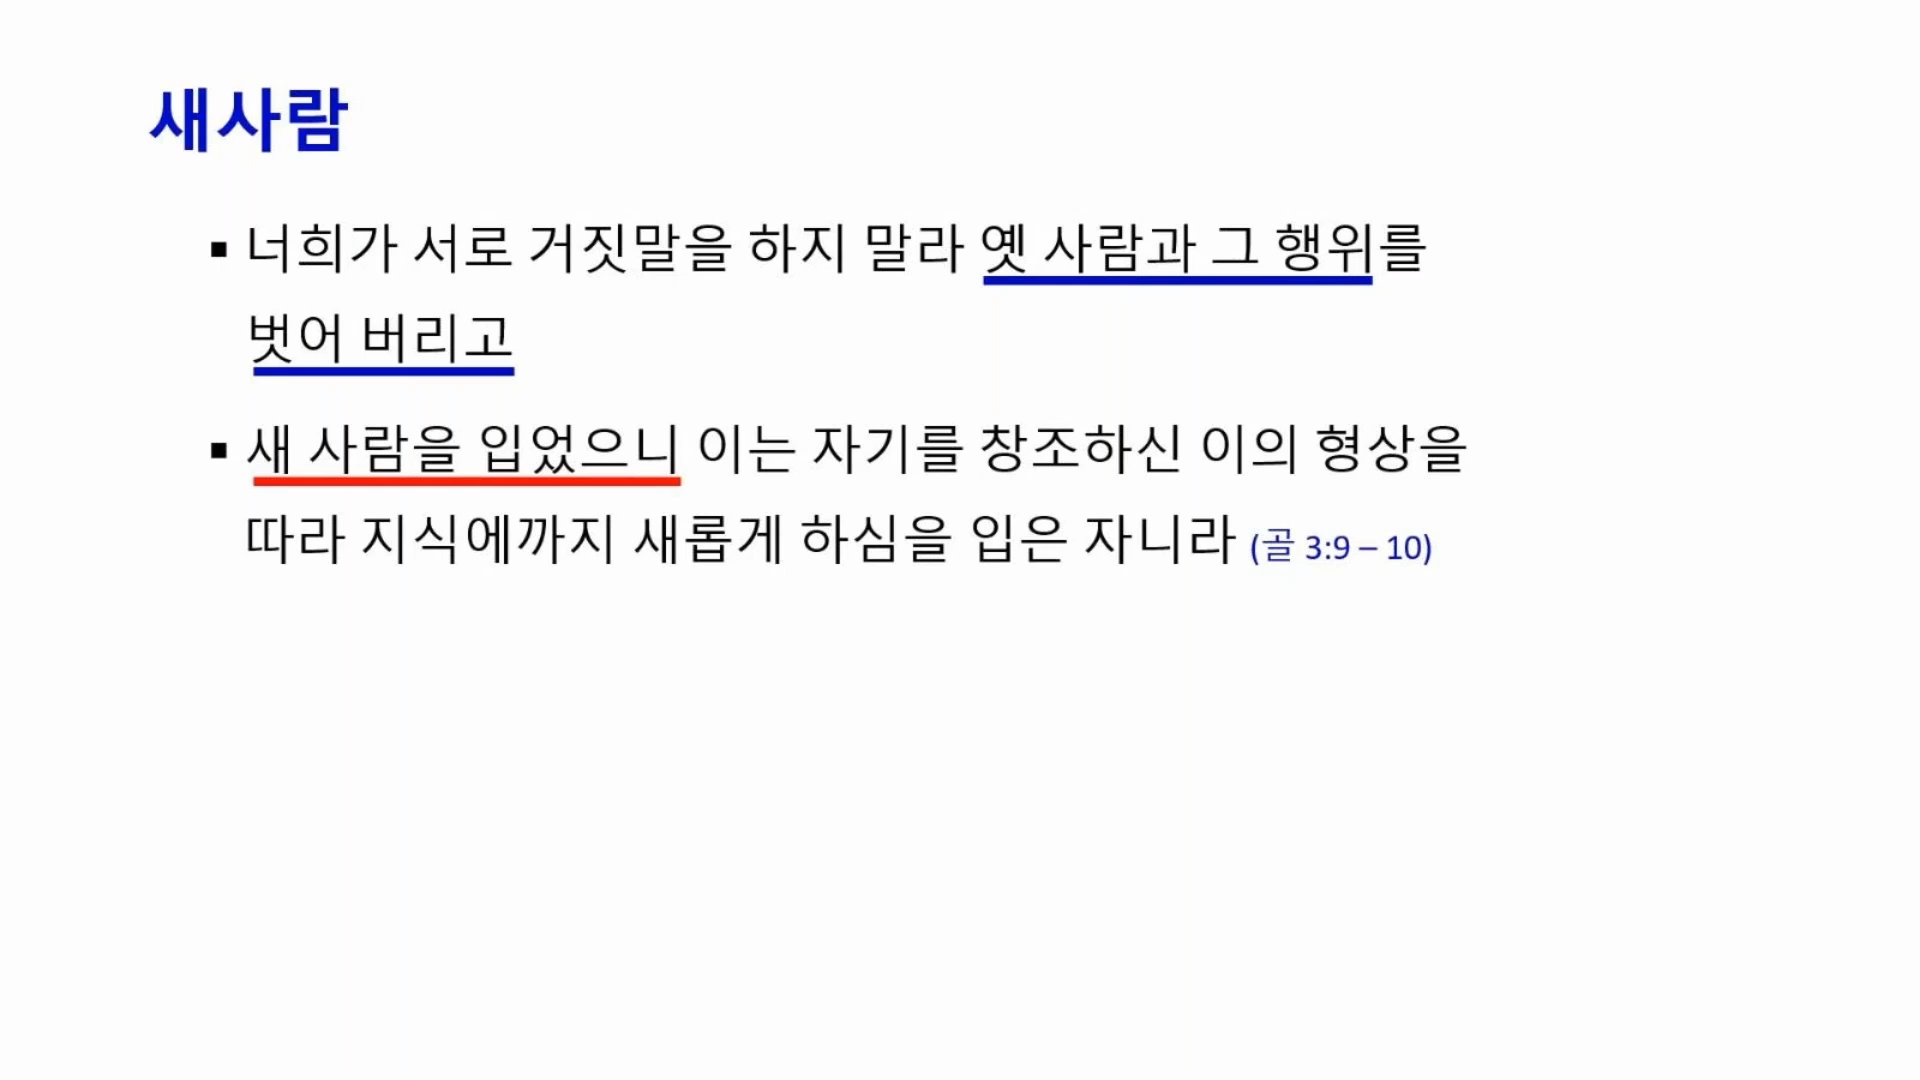 새사람
▪ 너희가 서로 거짓말을 하지 말라 옛 사람과 그 행위를
벗어 버리고
▪ 새 사람을 입었으니 이는 자기를 창조하신 이의 형상을
따라 지식에까지 새롭게 하심을 입은 자니라 (골 3:9 – 10)